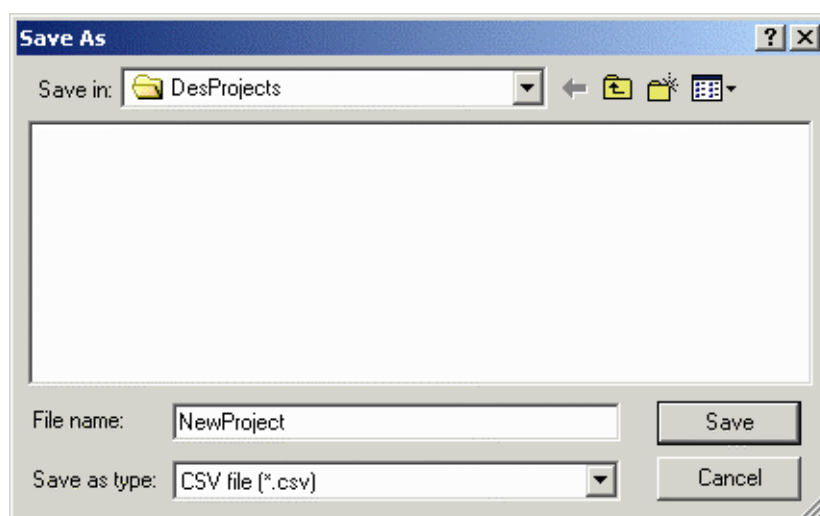 Save As
Save in: DesProjects
File name: NewProject Save
Save as type: CSV file (*.csv) Cancel